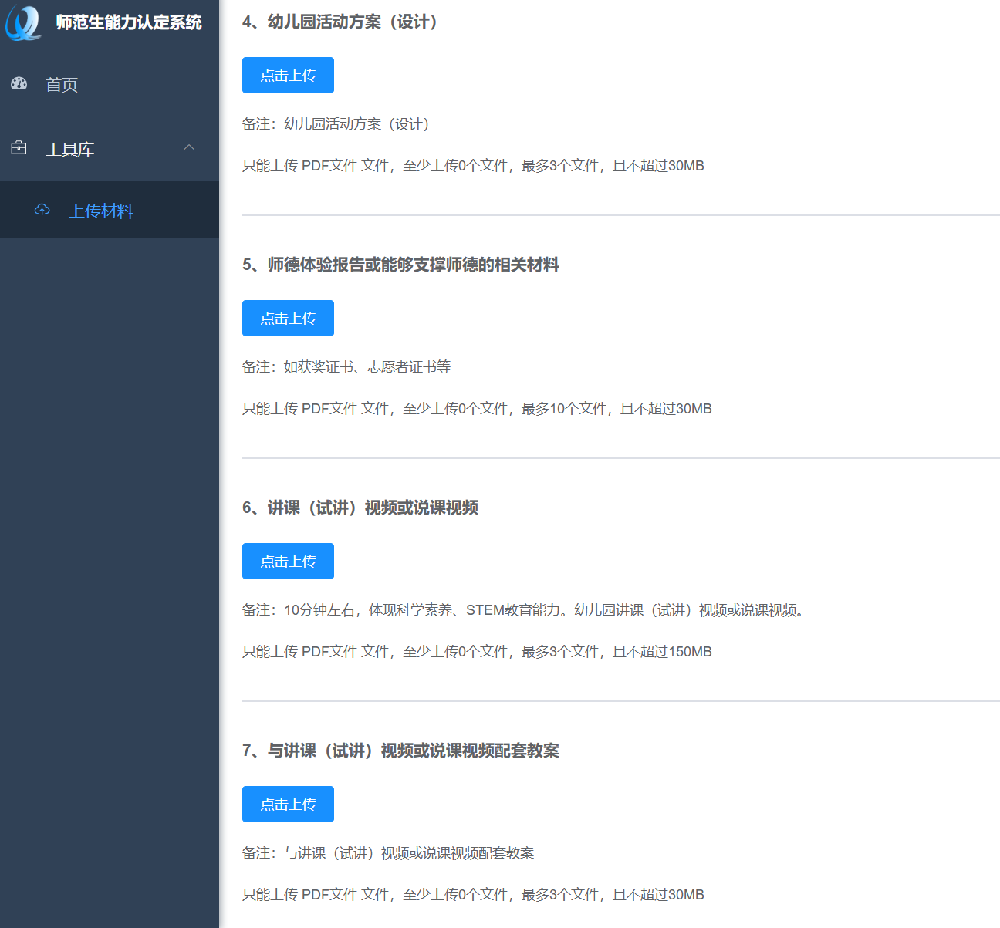 师范生能力认定系统
首页
工具库
上传材料
4、幼儿园活动方案（设计）
点击上传
备注：幼儿园活动方案（设计）
只能上传 PDF文件 文件，至少上传0个文件，最多3个文件，且不超过30MB
5、师德体验报告或能够支撑师德的相关材料
点击上传
备注：如获奖证书、志愿者证书等
只能上传 PDF文件 文件，至少上传0个文件，最多10个文件，且不超过30MB
6、讲课（试讲）视频或说课视频
点击上传
备注：10分钟左右，体现科学素养、STEM教育能力。幼儿园讲课（试讲）视频或说课视频。
只能上传 PDF文件 文件，至少上传0个文件，最多3个文件，且不超过150MB
7、与讲课（试讲）视频或说课视频配套教案
点击上传
备注：与讲课（试讲）视频或说课视频配套教案
只能上传 PDF文件 文件，至少上传0个文件，最多3个文件，且不超过30MB